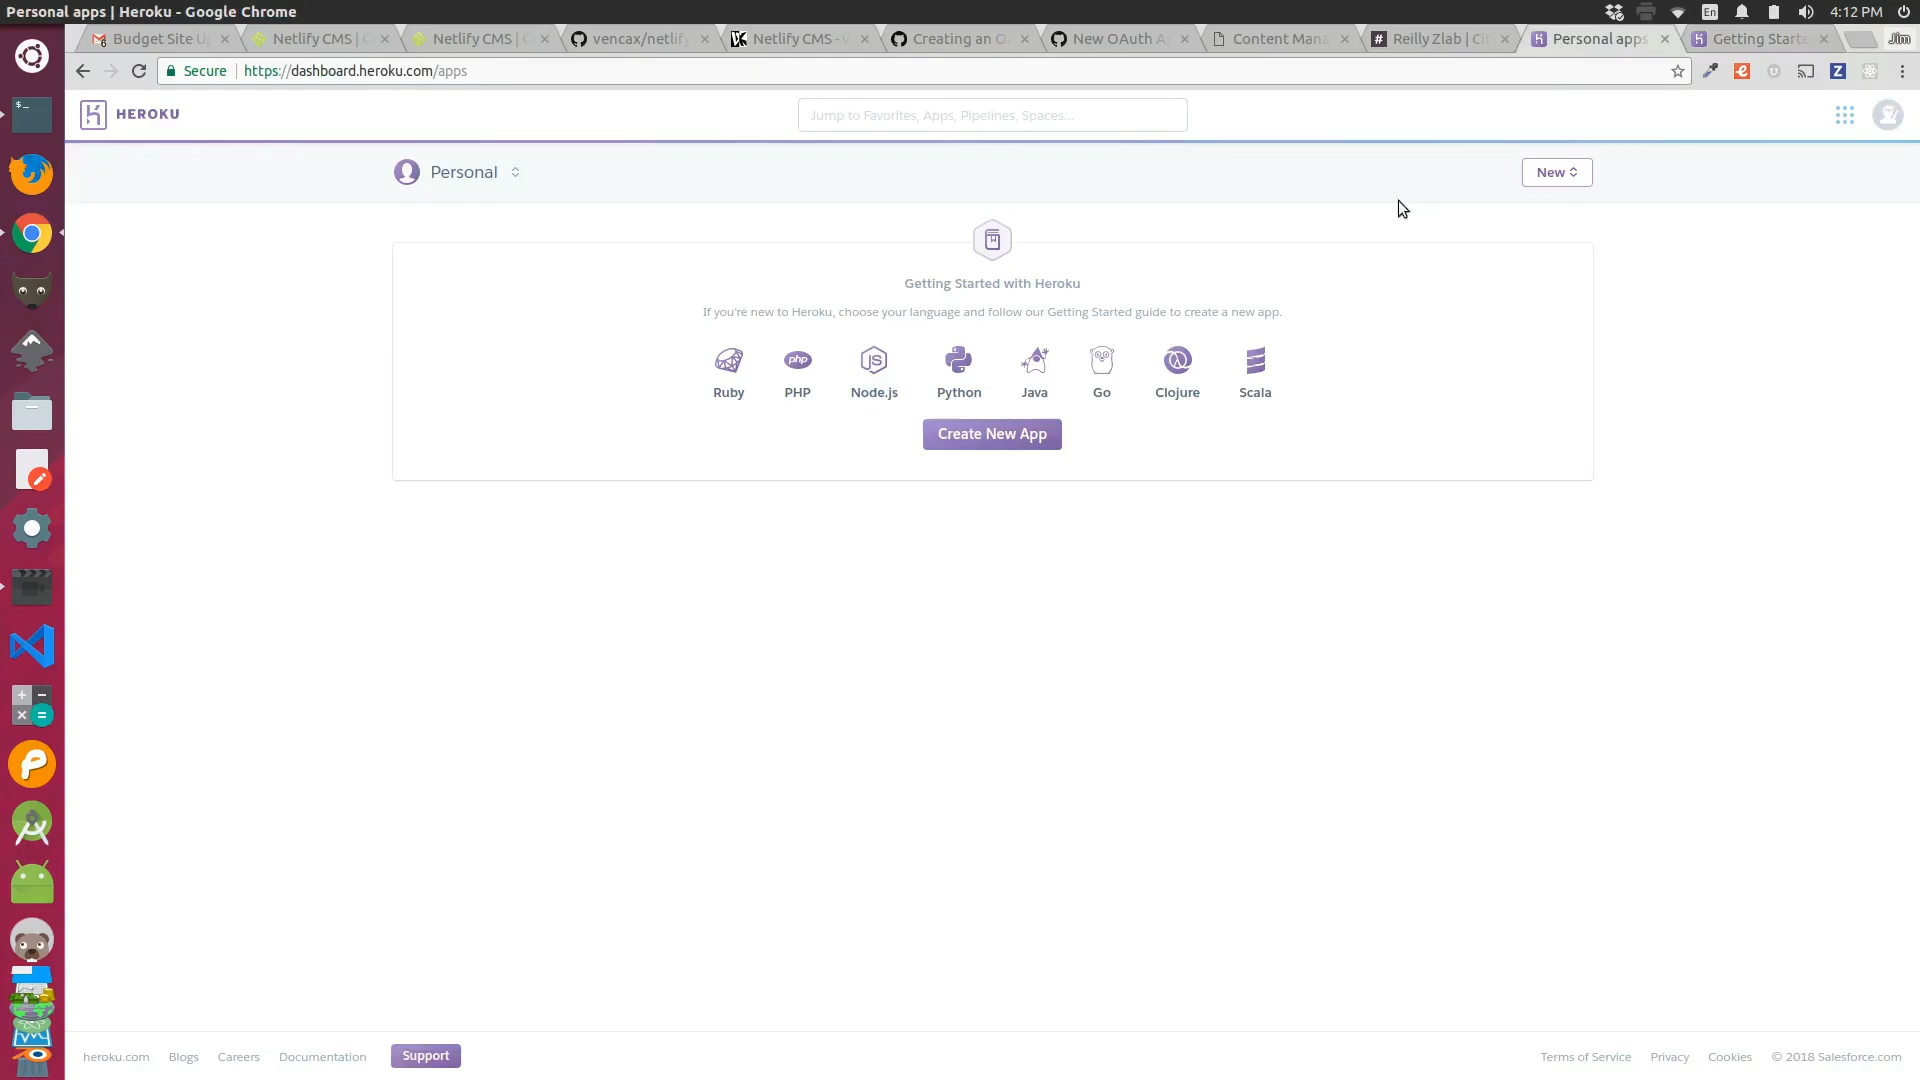 Personal apps | Heroku - Google Chrome
En
4:12 PM
Budget Site U
Netlify CMS | 
Netlify CMS | 
vencax/netlify
Netlify CMS -
Creating an O
New OAuth A
Content Mana
Reilly Zlab | Ci
Personal apps
Getting Starte
Jim
Secure
https://dashboard.heroku.com/apps
HEROKU
Jump to Favorites, Apps, Pipelines, Spaces...
Personal
New
Getting Started with Heroku
If you're new to Heroku, choose your language and follow our Getting Started guide to create a new app.
php
JS
Ruby
PHP
Node.js
Python
Java
Go
Clojure
Scala
Create New App
heroku.com
Blogs
Careers
Documentation
Support
Terms of Service
Privacy
Cookies
© 2018 Salesforce.com